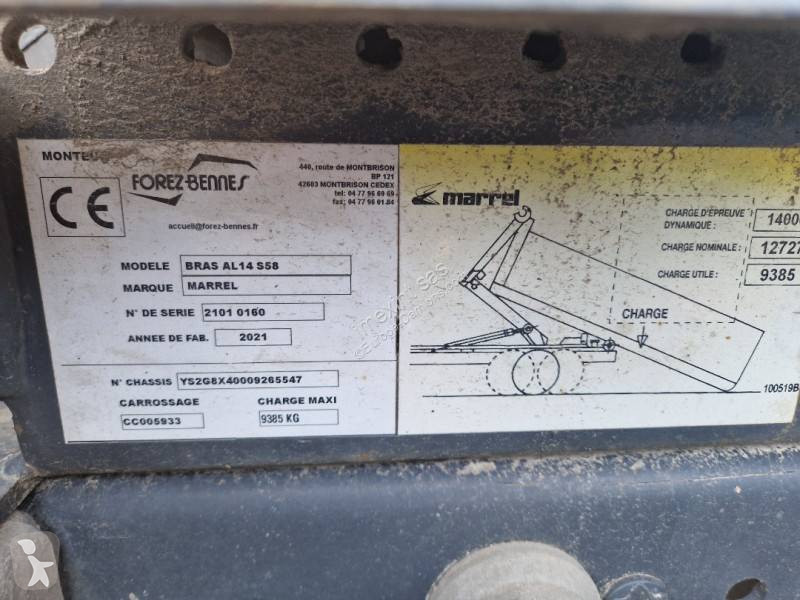 MONTEU
CE
FOREZ-BENNES
440, route de MONTBRISON
BP 121
42603 MONTBRISON CEDEX
tel: 04 77 96 69 69
fax: 04 77 96 01 84
accueil@forez-bennes.fr
MODELE BRAS AL14 S58
MARQUE MARREL
N° DE SERIE 2101 0160
ANNEE DE FAB. 2021
N° CHASSIS YS2G8X40009265547
CARROSSAGE CHARGE MAXI
CC005933 9385 KG
marrel
CHARGE D'ÉPREUVE
DYNAMIQUE : 1400
CHARGE NOMINALE : 12727
CHARGE UTILE : 9385
CHARGE
100519B